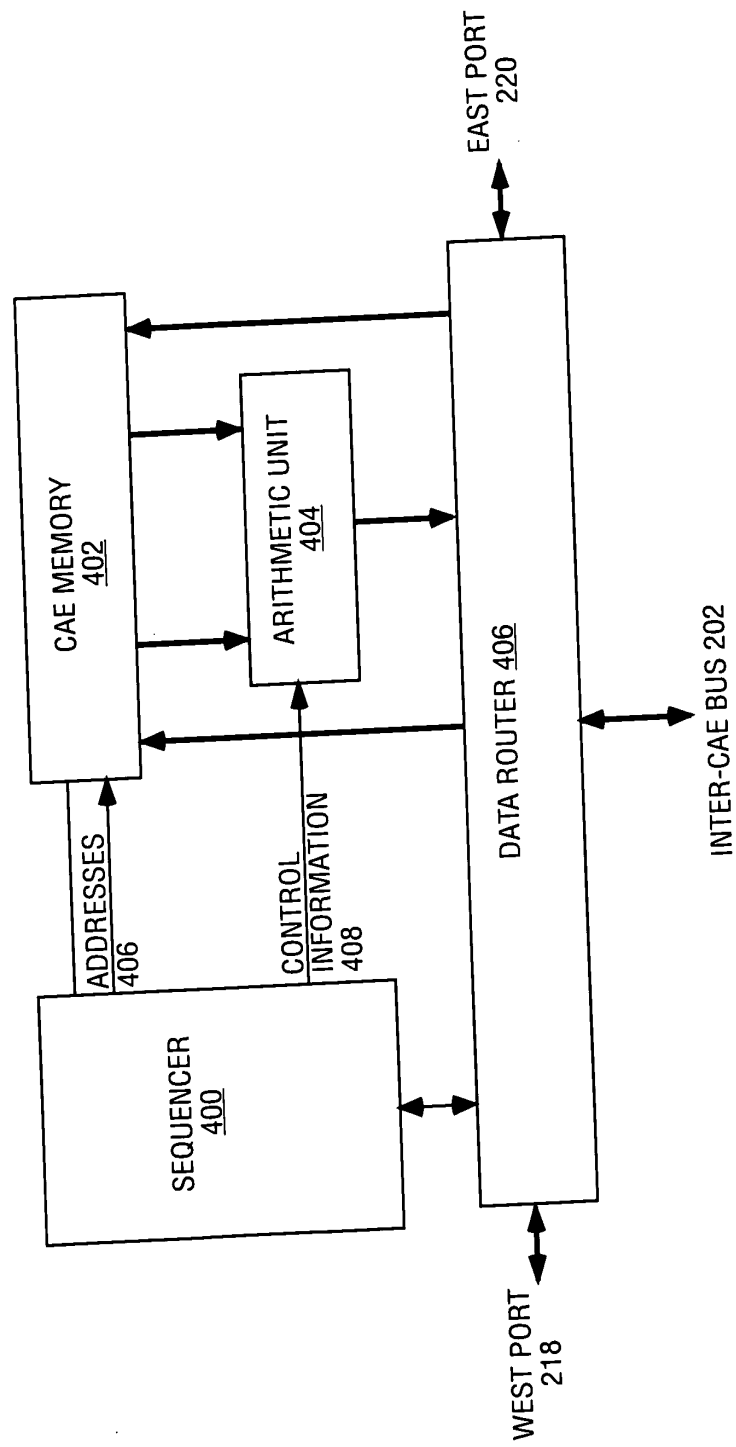 CAE MEMORY
402
ADDRESSES
406
SEQUENCER
400
ARITHMETIC UNIT
404
CONTROL
INFORMATION
408
DATA ROUTER 406
WEST PORT
218
EAST PORT
220
INTER-CAE BUS 202